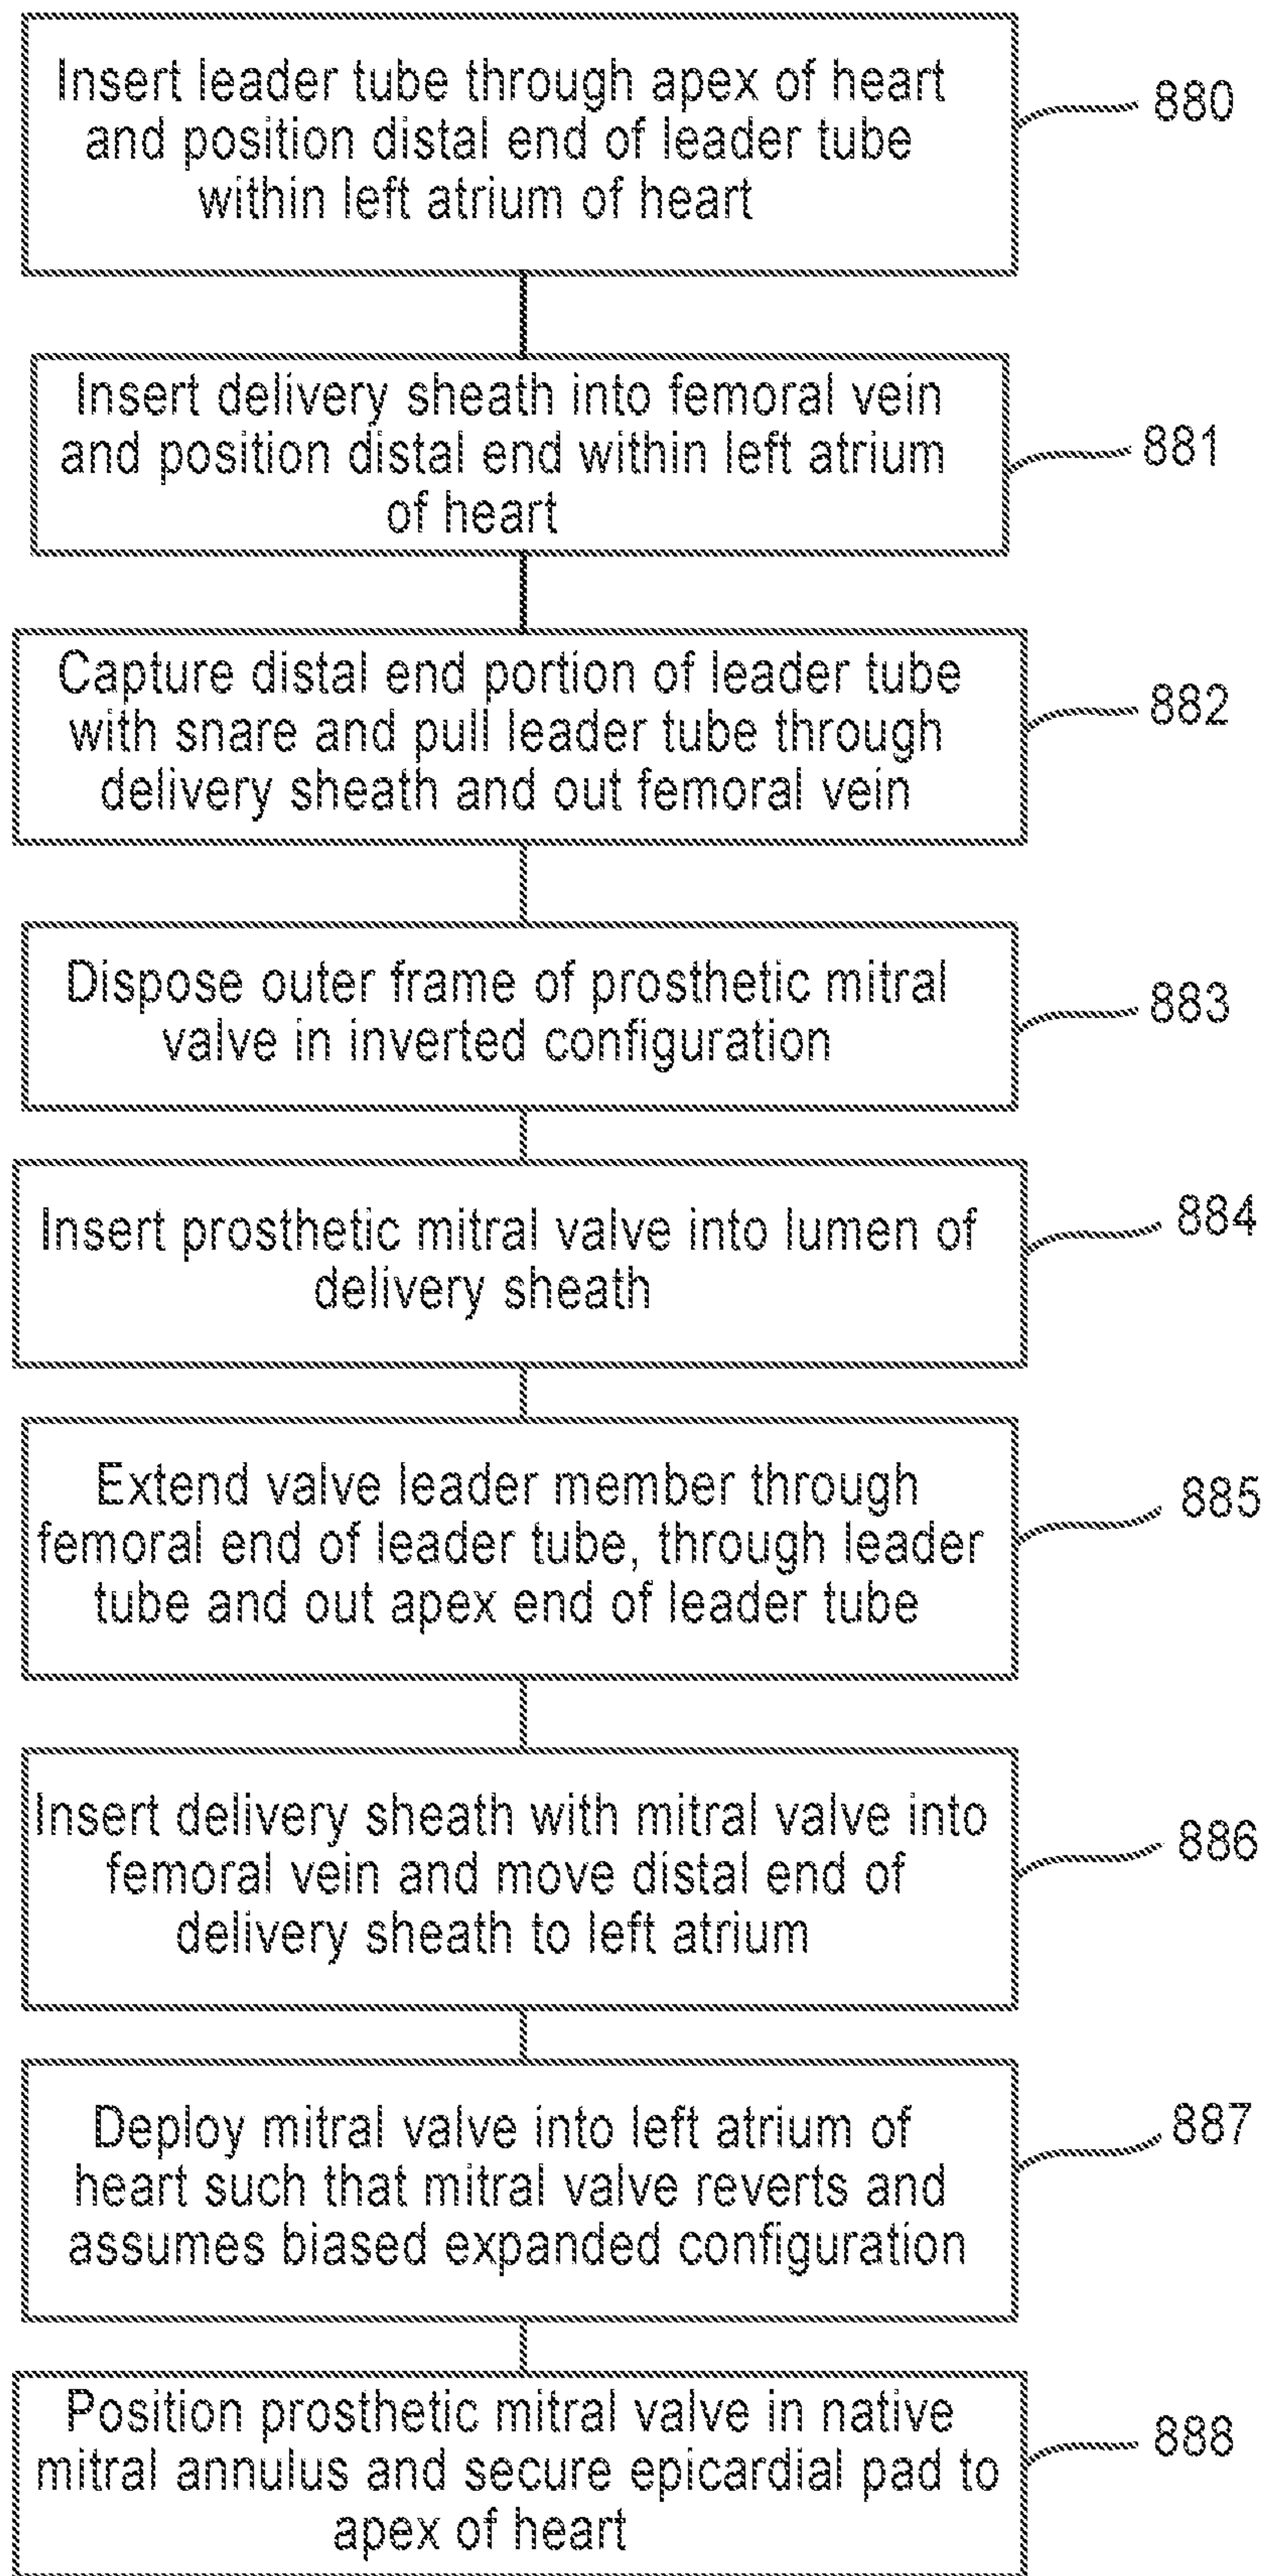 Insert leader tube through apex of heart
and position distal end of leader tube
within left atrium of heart
880
Insert delivery sheath into femoral vein
and position distal end within left atrium
of heart
881
Capture distal end portion of leader tube
with snare and pull leader tube through
delivery sheath and out femoral vein
882
Dispose outer frame of prosthetic mitral
valve in inverted configuration
883
Insert prosthetic mitral valve into lumen of
delivery sheath
884
Extend valve leader member through
femoral end of leader tube, through leader
tube and out apex end of leader tube
885
Insert delivery sheath with mitral valve into
femoral vein and move distal end of
delivery sheath to left atrium
886
Deploy mitral valve into left atrium of
heart such that mitral valve reverts and
assumes biased expanded configuration
887
Position prosthetic mitral valve in native
mitral annulus and secure epicardial pad to
apex of heart
888